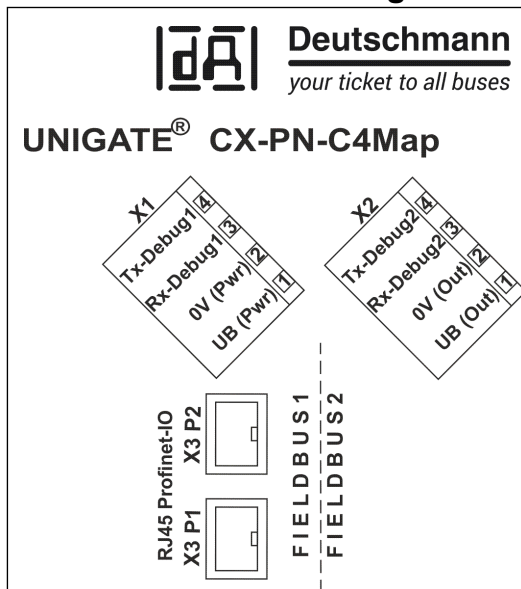 dA
Deutschmann
your ticket to all buses
UNIGATE® CX-PN-C4Map
X1
Tx-Debug1 4
Rx-Debug1 3
0V (Pwr) 2
UB (Pwr) 1
X2
Tx-Debug2 4
Rx-Debug2 3
0V (Out) 2
UB (Out) 1
RJ45 Profinet-IO
X3 P2
X3 P1
FIELDBUS1
FIELDBUS2